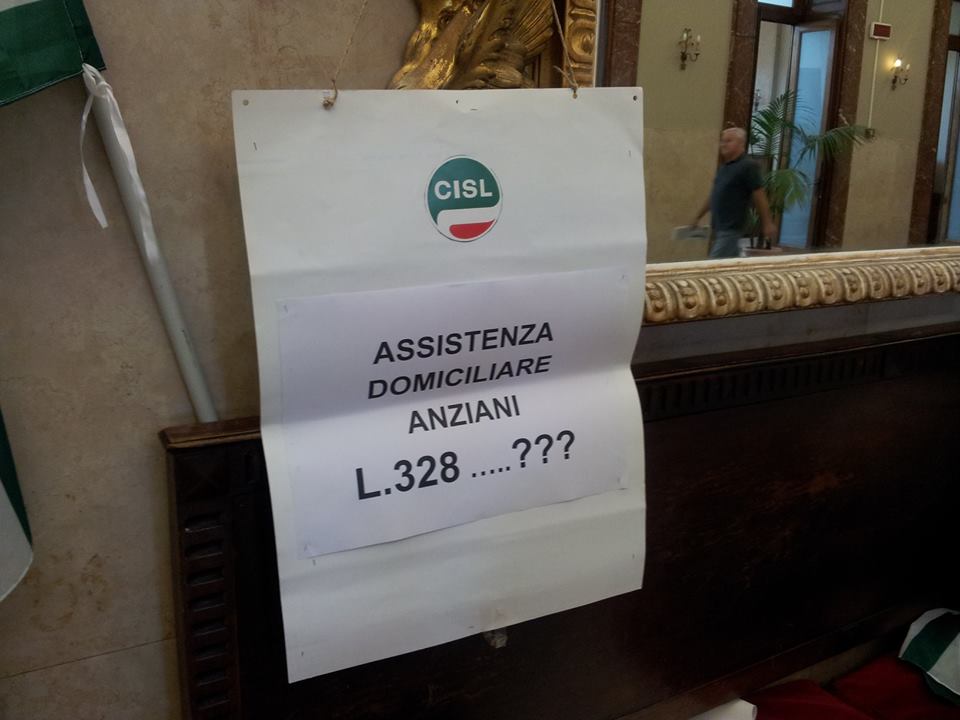 CISL
ASSISTENZA
DOMICILIARE
ANZIANI
L.328 .....???